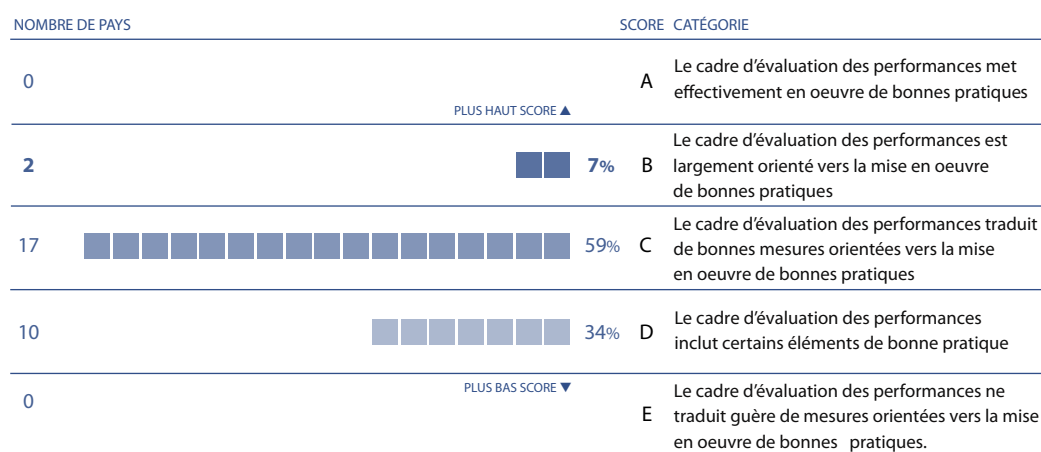 NOMBRE DE PAYS SCORE CATÉGORIE
0 A Le cadre d’évaluation des performances met
effectivement en oeuvre de bonnes pratiques
PLUS HAUT SCORE ▲
2 7% B Le cadre d’évaluation des performances est
largement orienté vers la mise en oeuvre
de bonnes pratiques
17 59% C Le cadre d’évaluation des performances traduit
de bonnes mesures orientées vers la mise
en oeuvre de bonnes pratiques
10 34% D Le cadre d’évaluation des performances
inclut certains éléments de bonne pratique
PLUS BAS SCORE ▼
0 E Le cadre d’évaluation des performances ne
traduit guère de mesures orientées vers la mise
en oeuvre de bonnes pratiques.